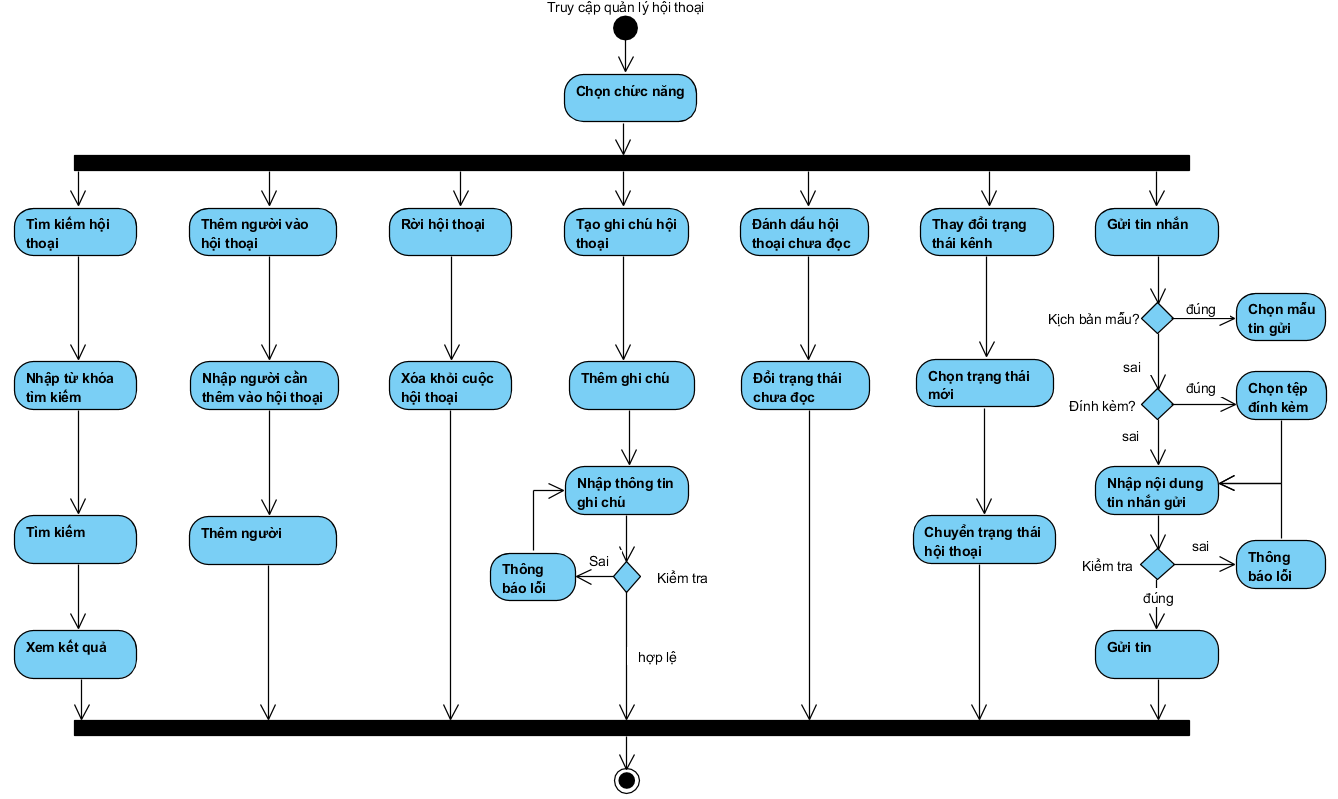 Truy cập quản lý hội thoại
Chọn chức năng
Tìm kiếm hội
thoại
Thêm người vào
hội thoại
Rời hội thoại
Tạo ghi chú hội
thoại
Đánh dấu hội
thoại chưa đọc
Thay đổi trạng
thái kênh
Gửi tin nhắn
Kịch bản mẫu?
đúng
Chọn mẫu
tin gửi
sai
Nhập từ khóa
tìm kiếm
Nhập người cần
thêm vào hội thoại
Xóa khỏi cuộc
hội thoại
Thêm ghi chú
Đổi trạng thái
chưa đọc
Chọn trạng thái
mới
Đính kèm?
đúng
Chọn tệp
đính kèm
sai
Nhập thông tin
ghi chú
Nhập nội dung
tin nhắn gửi
Tìm kiếm
Thêm người
Chuyển trạng thái
hội thoại
Thông
báo lỗi
Sai
Kiểm tra
Kiểm tra
sai
Thông
báo lỗi
đúng
Xem kết quả
hợp lệ
Gửi tin